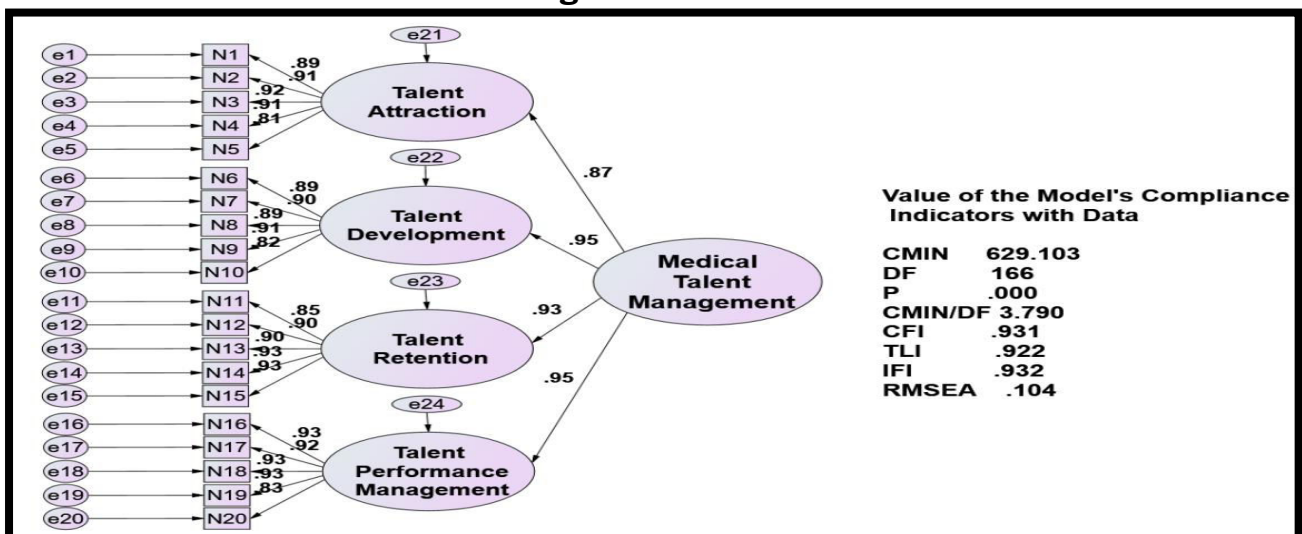 e21
e1 N1 .89
e2 N2 .91
e3 N3 .92
e4 N4 .91
e5 N5 .81
Talent
Attraction
e22
e6 N6 .89
e7 N7 .90
e8 N8 .89
e9 N9 .91
e10 N10 .82
Talent
Development
e23
e11 N11 .85
e12 N12 .90
e13 N13 .90
e14 N14 .93
e15 N15 .93
Talent
Retention
e24
e16 N16 .93
e17 N17 .92
e18 N18 .93
e19 N19 .93
e20 N20 .83
Talent
Performance
Management
.87
.95
.93
.95
Medical
Talent
Management
Value of the Model's Compliance
Indicators with Data
CMIN 629.103
DF 166
P .000
CMIN/DF 3.790
CFI .931
TLI .922
IFI .932
RMSEA .104